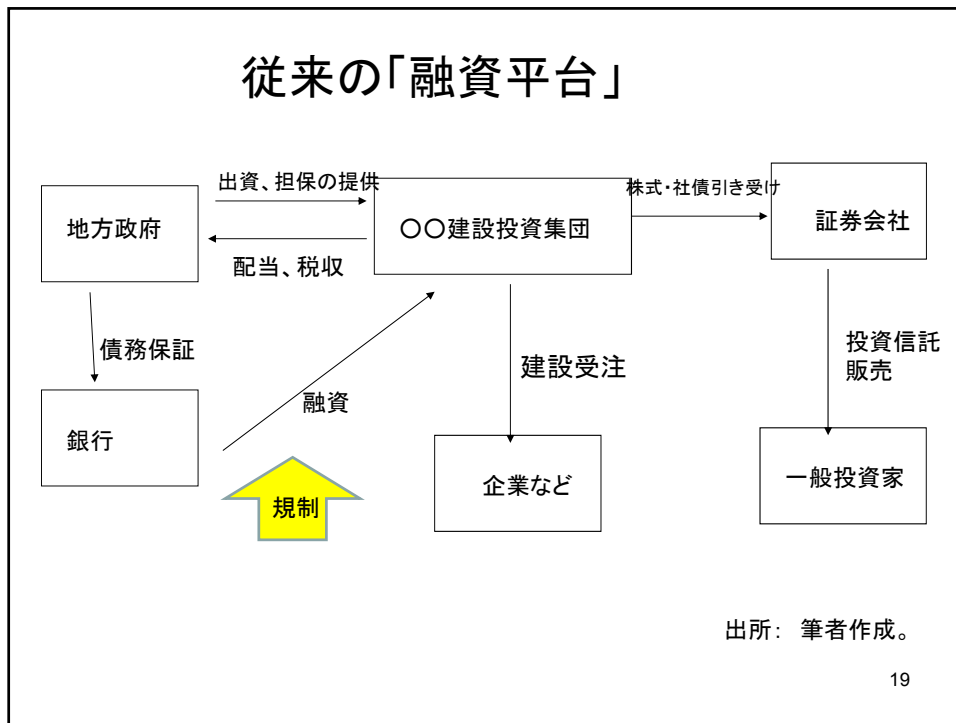 従来の「融資平台」
出資、担保の提供
株式・社債引き受け
地方政府
〇〇建設投資集団
証券会社
配当、税収
債務保証
融資
建設受注
投資信託
販売
銀行
規制
企業など
一般投資家
出所： 筆者作成。
19